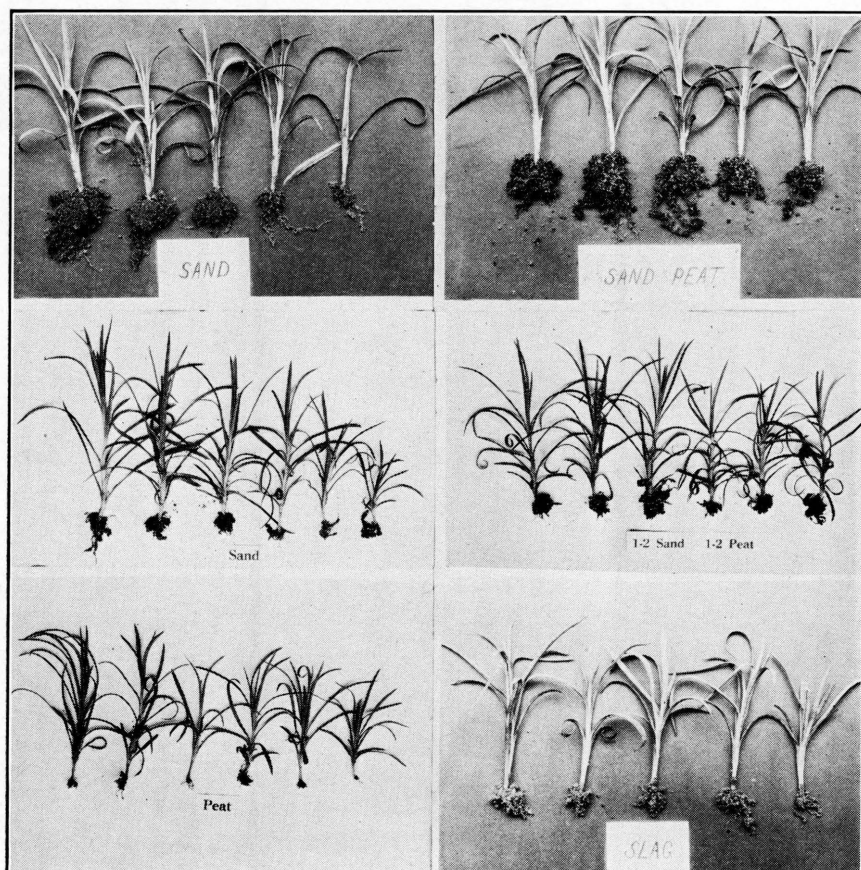 SAND
SAND PEAT
Sand
1-2 Sand 1-2 Peat
Peat
SLAG